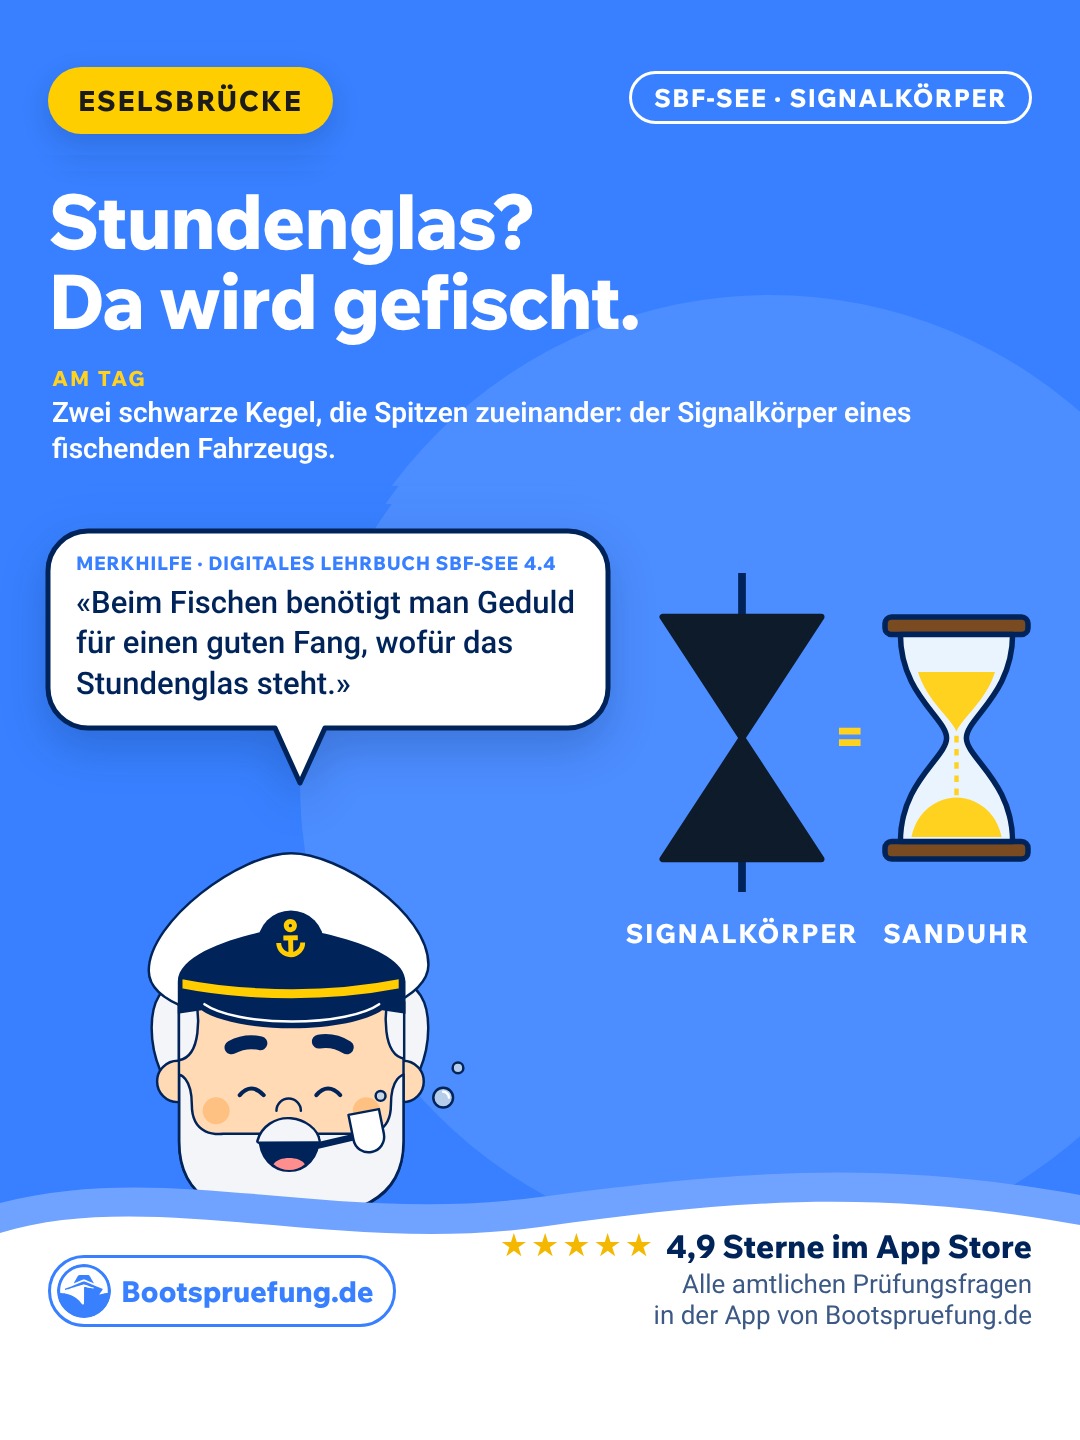 ESELSBRÜCKE
SBF-SEE · SIGNALKÖRPER
Stundenglas?
Da wird gefischt.
AM TAG
Zwei schwarze Kegel, die Spitzen zueinander: der Signalkörper eines
fischenden Fahrzeugs.
MERKHILFE · DIGITALES LEHRBUCH SBF-SEE 4.4
«Beim Fischen benötigt man Geduld
für einen guten Fang, wofür das
Stundenglas steht.»
=
SIGNALKÖRPER
SANDUHR
★★★★★ 4,9 Sterne im App Store
Alle amtlichen Prüfungsfragen
in der App von Bootspruefung.de
Bootspruefung.de